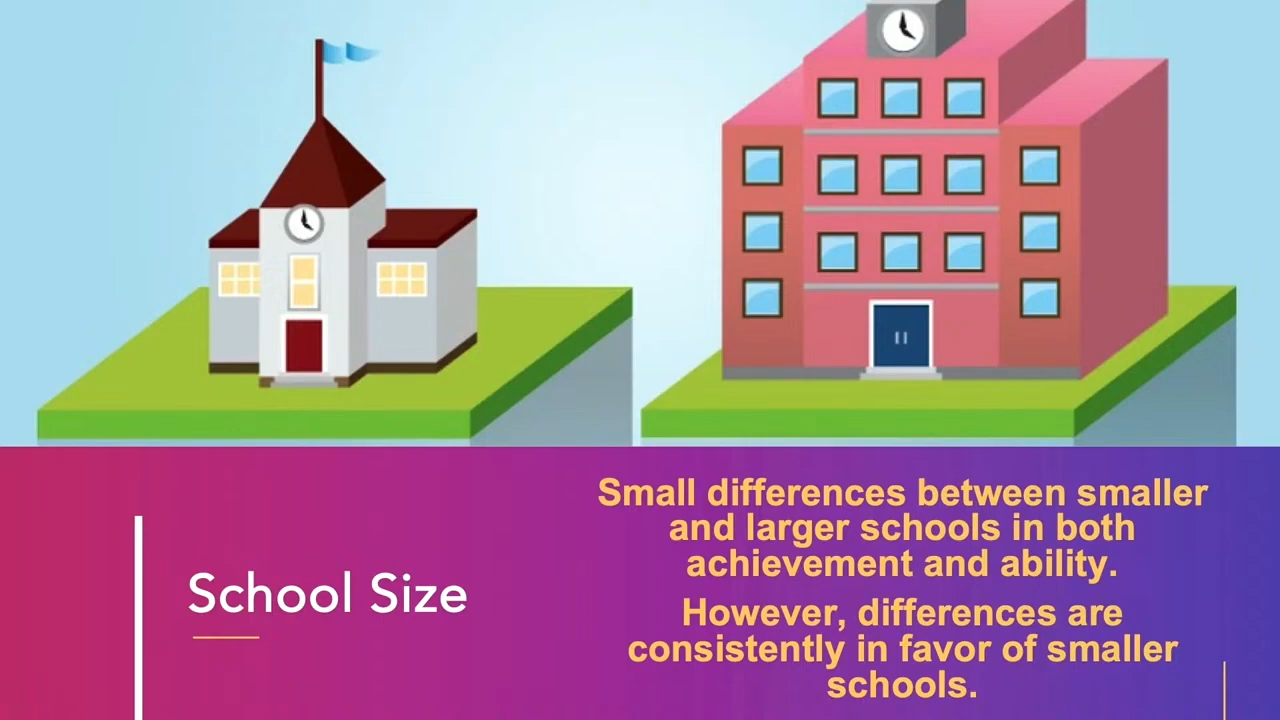 School Size
Small differences between smaller
and larger schools in both
achievement and ability.
However, differences are
consistently in favor of smaller
schools.